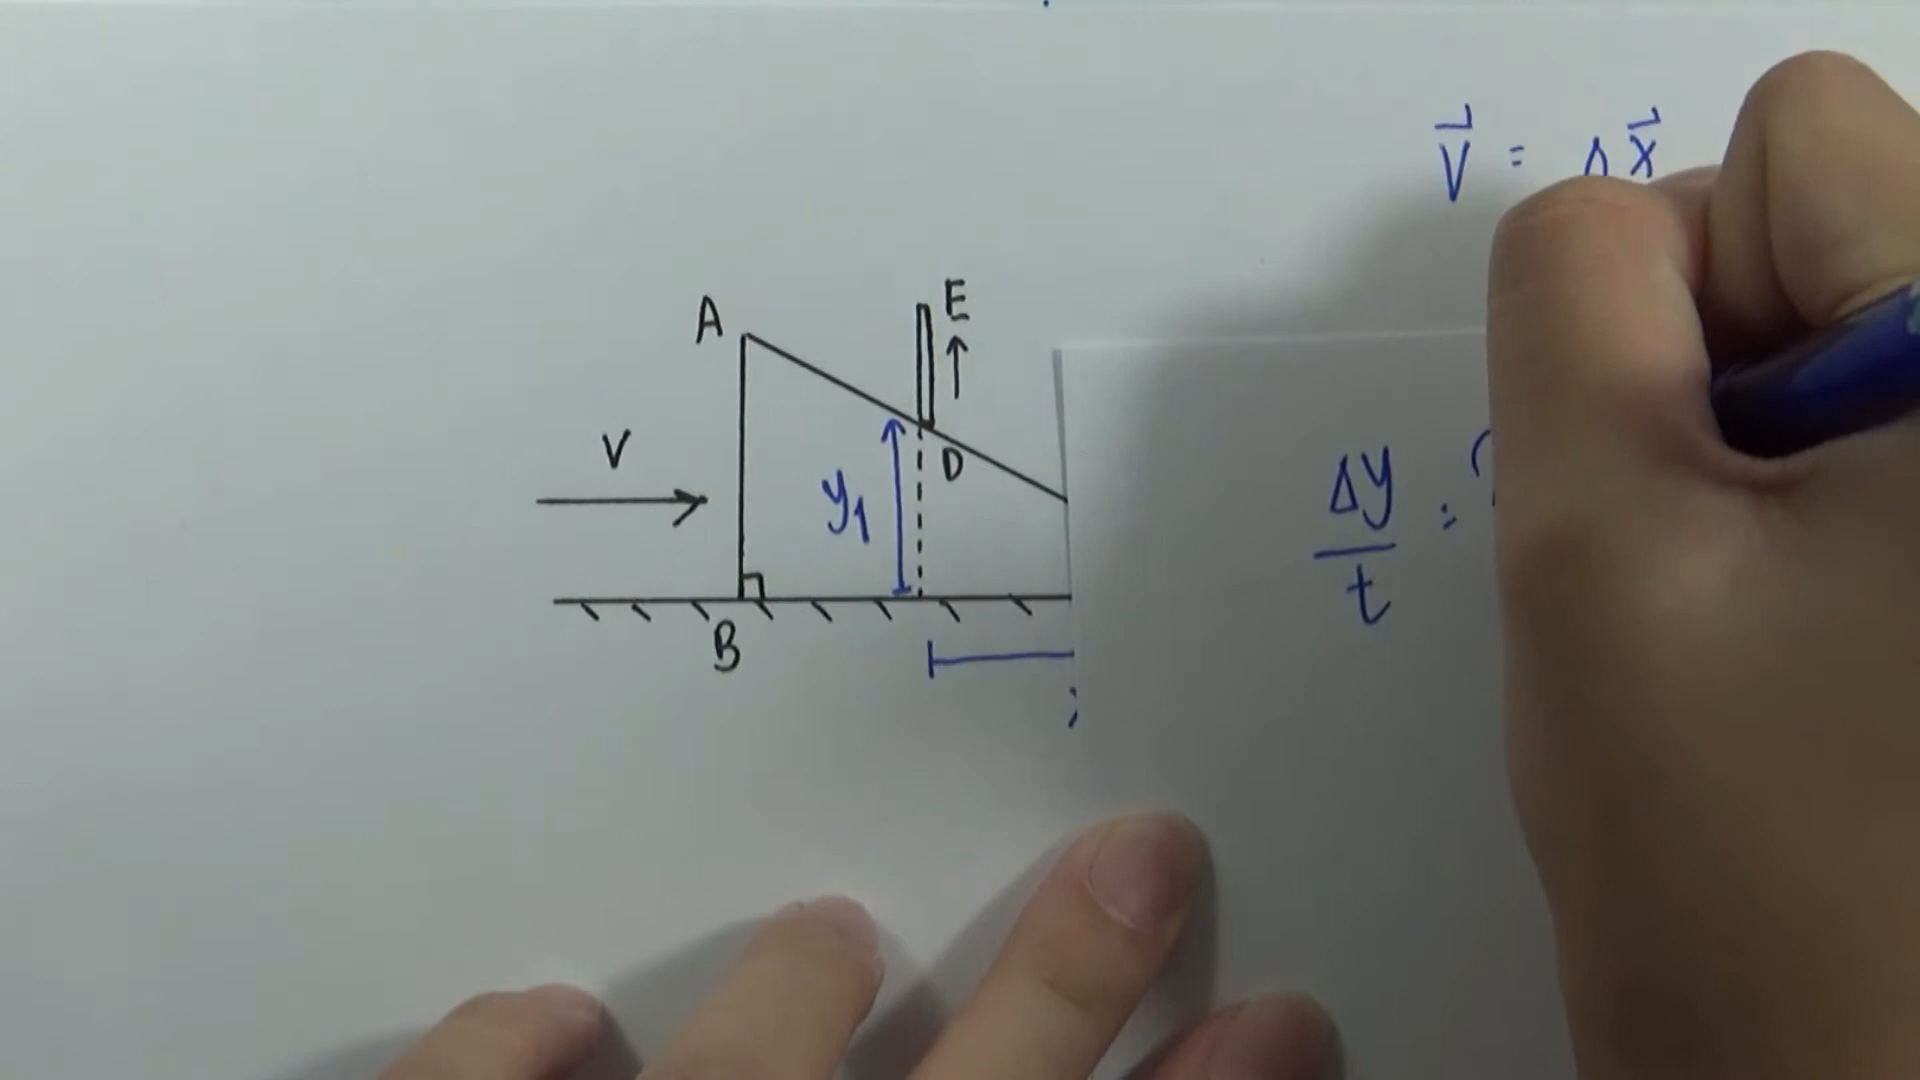 V⃗ = Δx⃗
E
A
V
D
y₁
Δy
t
=
B